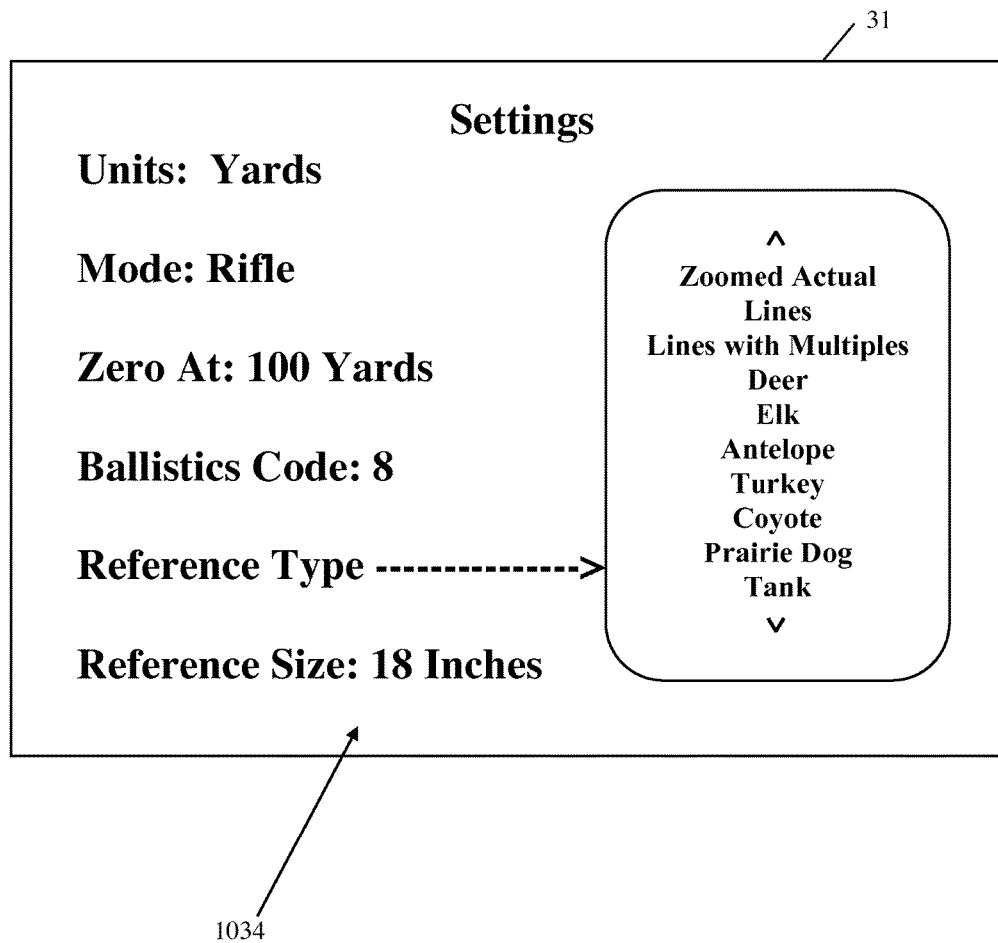 31
Settings
Units: Yards
Mode: Rifle
Zero At: 100 Yards
Ballistics Code: 8
Reference Type
Reference Size: 18 Inches
^
Zoomed Actual
Lines
Lines with Multiples
Deer
Elk
Antelope
Turkey
Coyote
Prairie Dog
Tank
v
1034